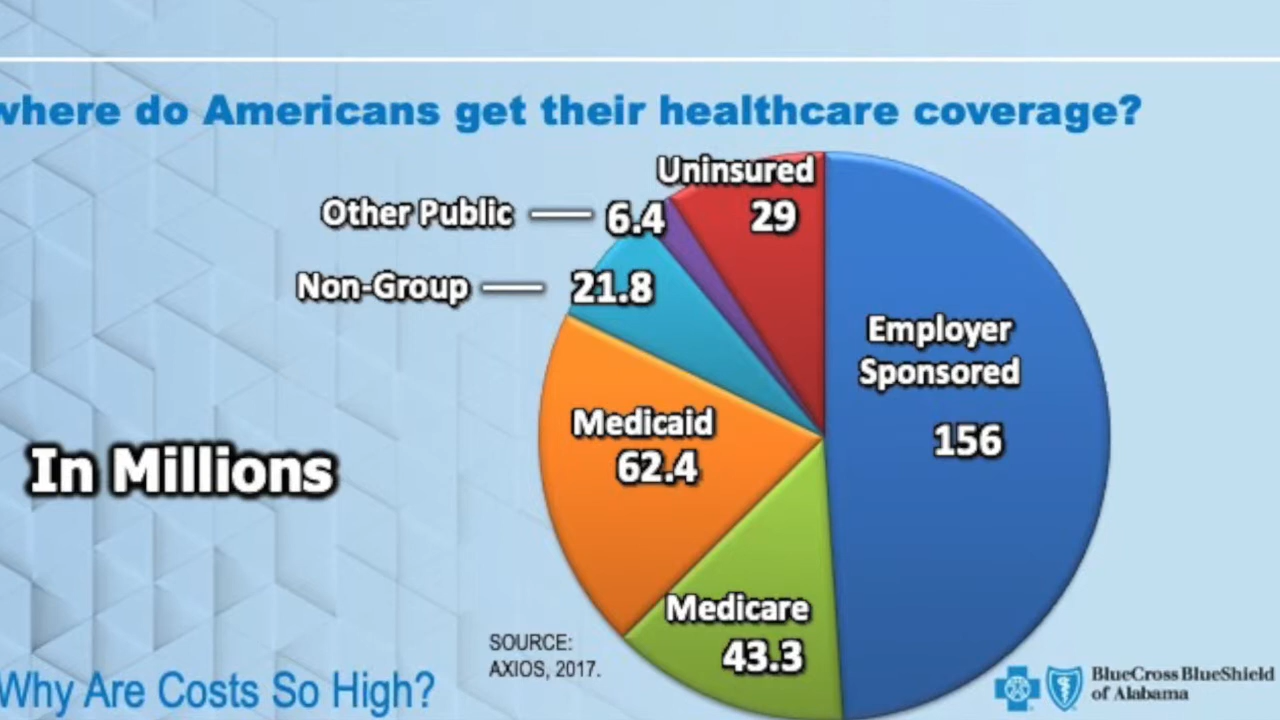 where do Americans get their healthcare coverage?
Uninsured
29
Other Public
6.4
Non-Group
21.8
Employer
Sponsored
156
Medicaid
62.4
In Millions
Medicare
43.3
SOURCE:
AXIOS, 2017.
Why Are Costs So High?
BlueCross BlueShield
of Alabama